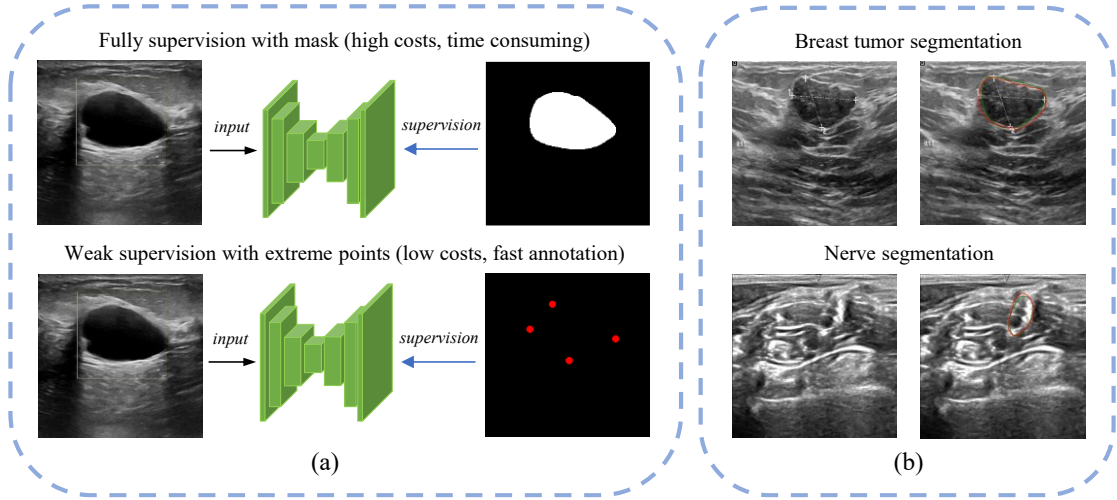 Fully supervision with mask (high costs, time consuming)
input
supervision
Weak supervision with extreme points (low costs, fast annotation)
input
supervision
(a)
Breast tumor segmentation
Nerve segmentation
(b)